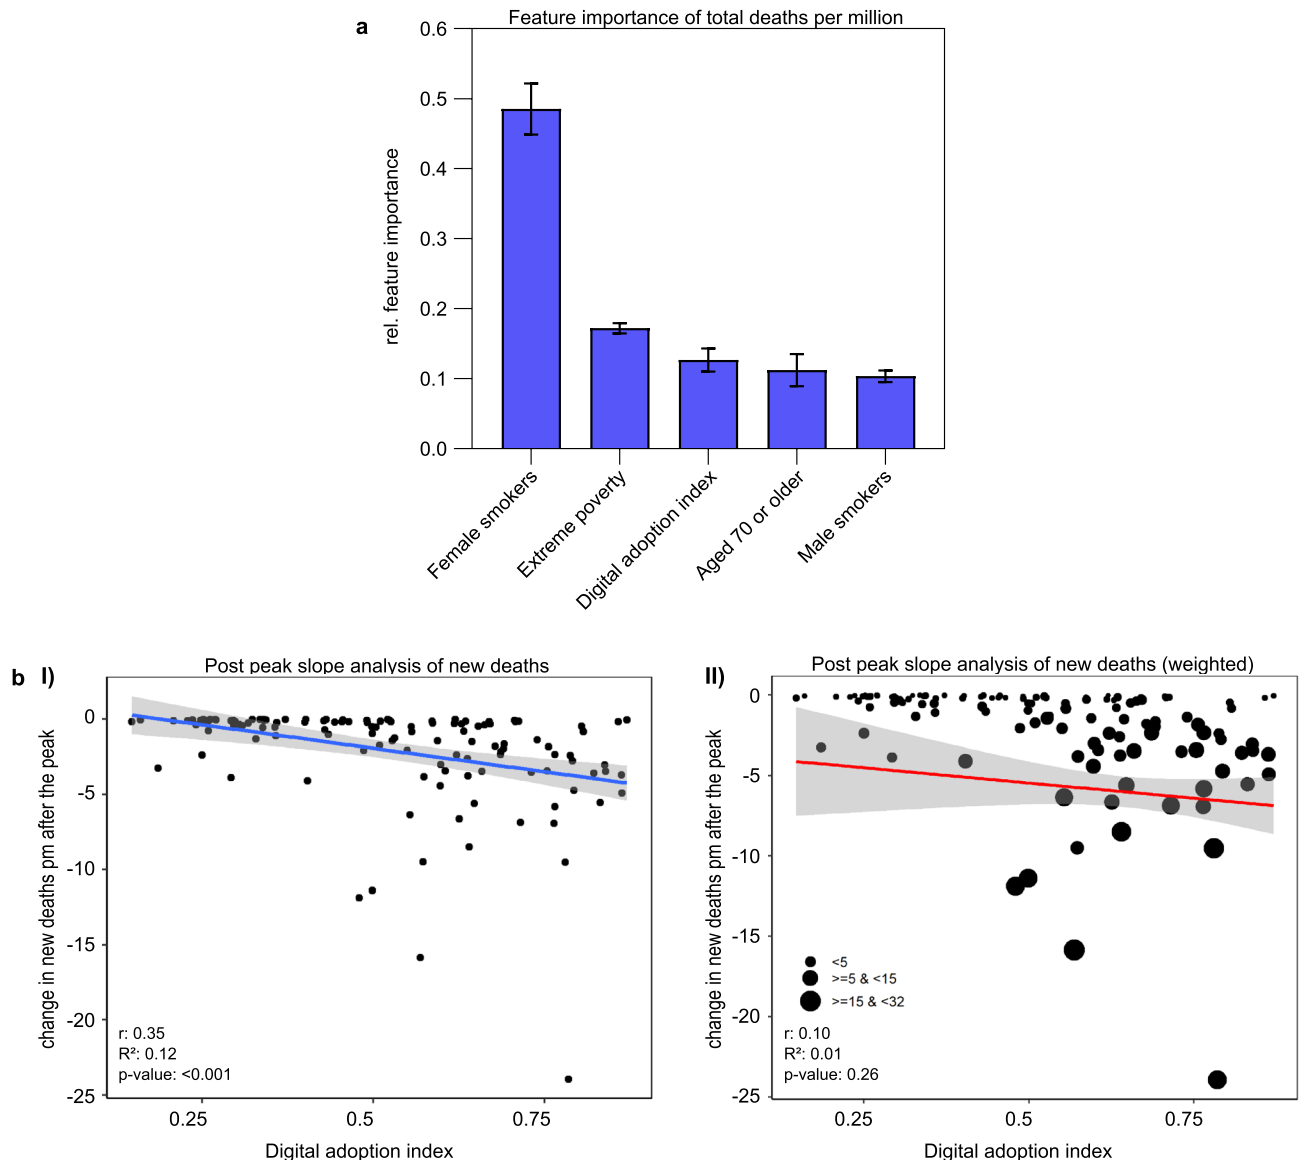 a
Feature importance of total deaths per million
rel. feature importance
0.6
0.5
0.4
0.3
0.2
0.1
0.0
Female smokers
Extreme poverty
Digital adoption index
Aged 70 or older
Male smokers
b I)
Post peak slope analysis of new deaths
change in new deaths pm after the peak
0
-5
-10
-15
-20
-25
r: 0.35
R²: 0.12
p-value: <0.001
0.25
0.5
0.75
Digital adoption index
II)
Post peak slope analysis of new deaths (weighted)
change in new deaths pm after the peak
0
-5
-10
-15
-20
-25
<5
>=5 & <15
>=15 & <32
r: 0.10
R²: 0.01
p-value: 0.26
0.25
0.5
0.75
Digital adoption index